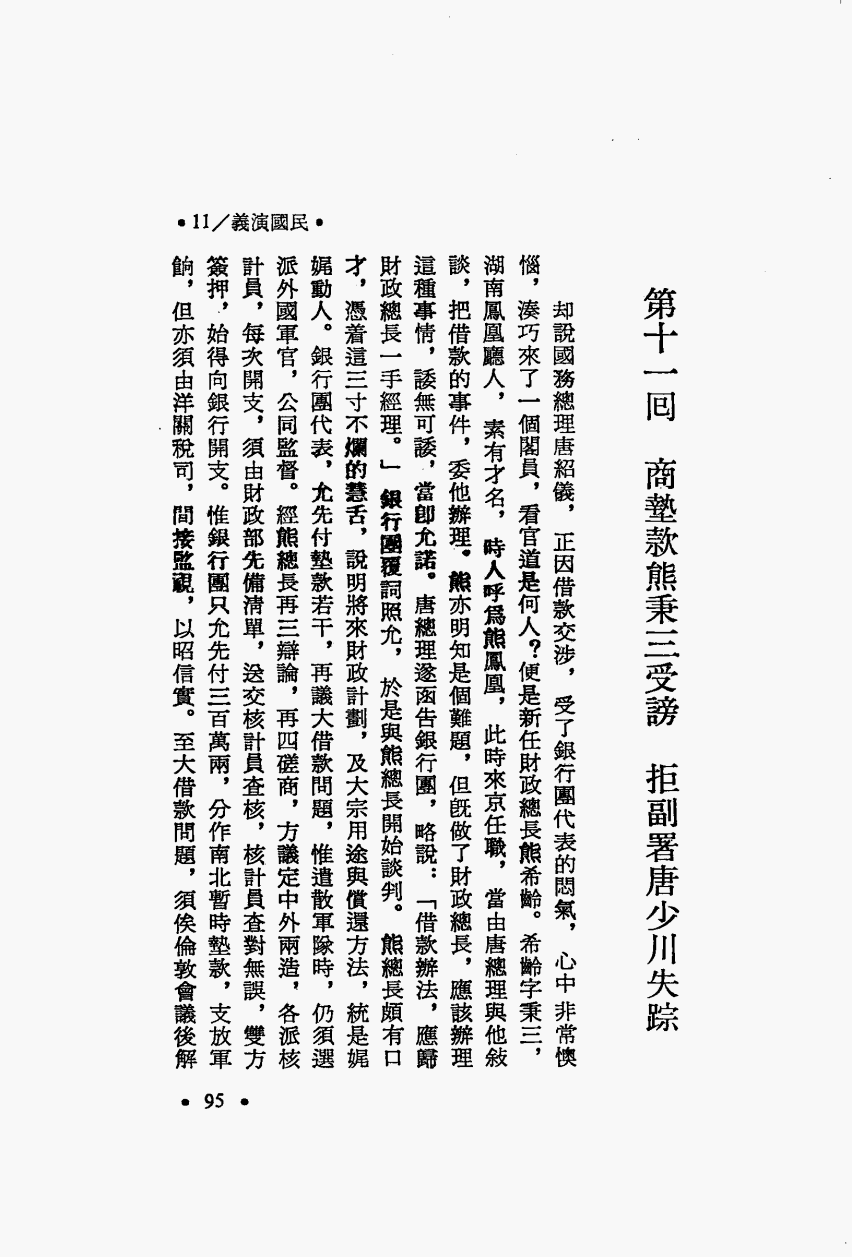 第十一回　商墊款熊秉三受謗　拒副署唐少川失踪
却說國務總理唐紹儀，正因借款交涉，受了銀行團代表的悶氣，心中非常懊
惱，湊巧來了一個閣員，看官道是何人？便是新任財政總長熊希齡。希齡字秉三，
湖南鳳凰廳人，素有才名，時人呼爲熊鳳凰，此時來京任職，當由唐總理與他敍
談，把借款的事件，委他辦理。熊亦明知是個難題，但旣做了財政總長，應該辦理
這種事情，諉無可諉，當卽允諾。唐總理遂函告銀行團，略說：「借款辦法，應歸
財政總長一手經理。」銀行團覆詞照允，於是與熊總長開始談判。熊總長頗有口
才，憑着這三寸不爛的慧舌，說明將來財政計劃，及大宗用途與償還方法，統是娓
娓動人。銀行團代表，允先付墊款若干，再議大借款問題，惟遣散軍隊時，仍須選
派外國軍官，公同監督。經熊總長再三辯論，再四磋商，方議定中外兩造，各派核
計員，每次開支，須由財政部先備清單，送交核計員查核，核計員查對無誤，雙方
簽押，始得向銀行開支。惟銀行團只允先付三百萬兩，分作南北暫時墊款，支放軍
餉，但亦須由洋關稅司，間接監視，以昭信實。至大借款問題，須俟倫敦會議後解
•11／義演國民•
• 95 •